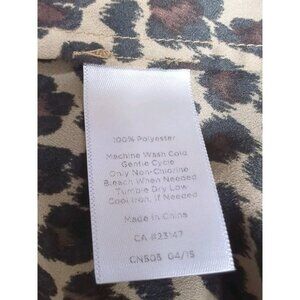 100% Polyester
Machine Wash Cold
Gentle Cycle
Only Non-Chlorine
Bleach When Needed
Tumble Dry Low
Cool Iron, If Needed
Made In China
CA #23147
CN505 04/15